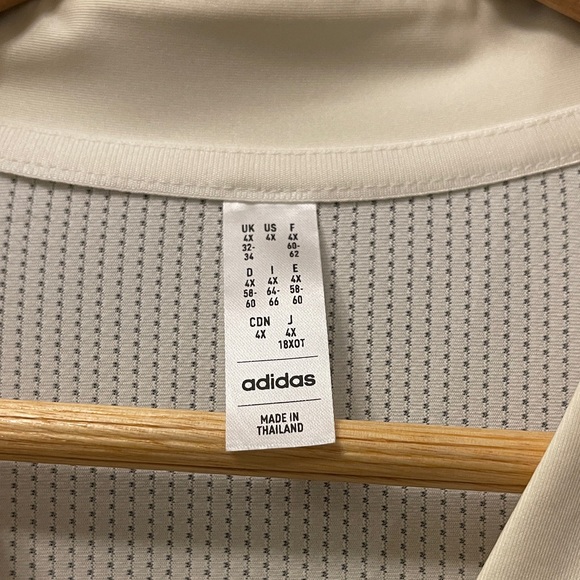 UK US F
4X 4X 4X
32- 60-
34 62
D I E
4X 4X 4X
58- 64- 58-
60 66 60
CDN J
4X 4X
18XOT
adidas
MADE IN
THAILAND